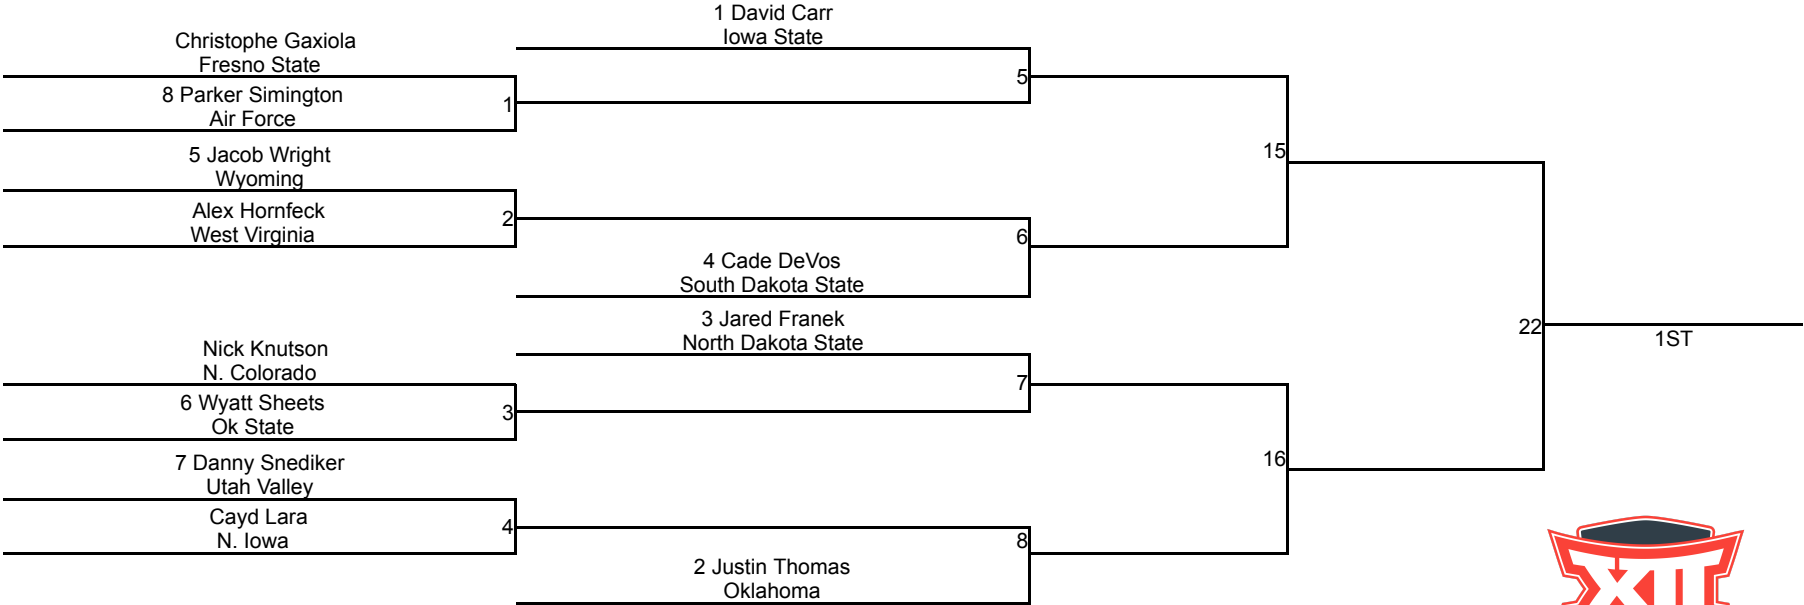 1 David Carr
Iowa State
Christophe Gaxiola
Fresno State
8 Parker Simington
Air Force
1
5
5 Jacob Wright
Wyoming
15
Alex Hornfeck
West Virginia
2
6
4 Cade DeVos
South Dakota State
3 Jared Franek
North Dakota State
22
1ST
Nick Knutson
N. Colorado
7
6 Wyatt Sheets
Ok State
3
7 Danny Snediker
Utah Valley
16
Cayd Lara
N. Iowa
4
8
2 Justin Thomas
Oklahoma
XII